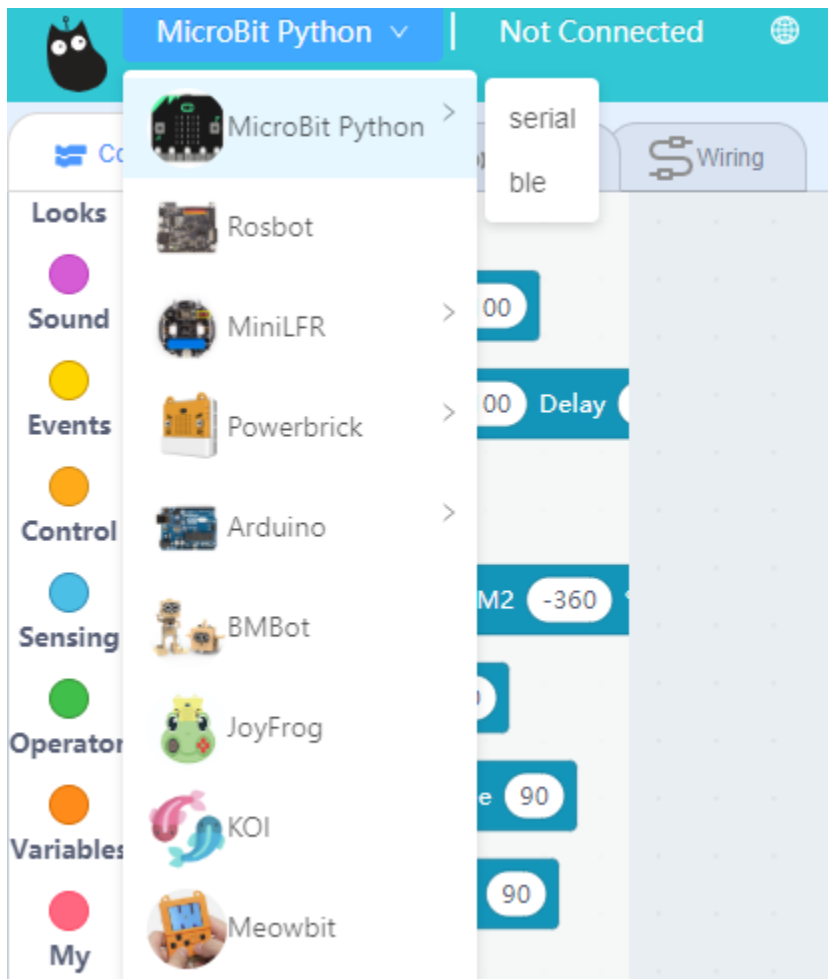 MicroBit Python
Not Connected
MicroBit Python
serial
ble
Wiring
Looks
Rosbot
Sound
MiniLFR
00
Events
Powerbrick
00 Delay
Control
Arduino
Sensing
BMBot
M2 -360
Operator
JoyFrog
Variables
KOI
e 90
My
Meowbit
90